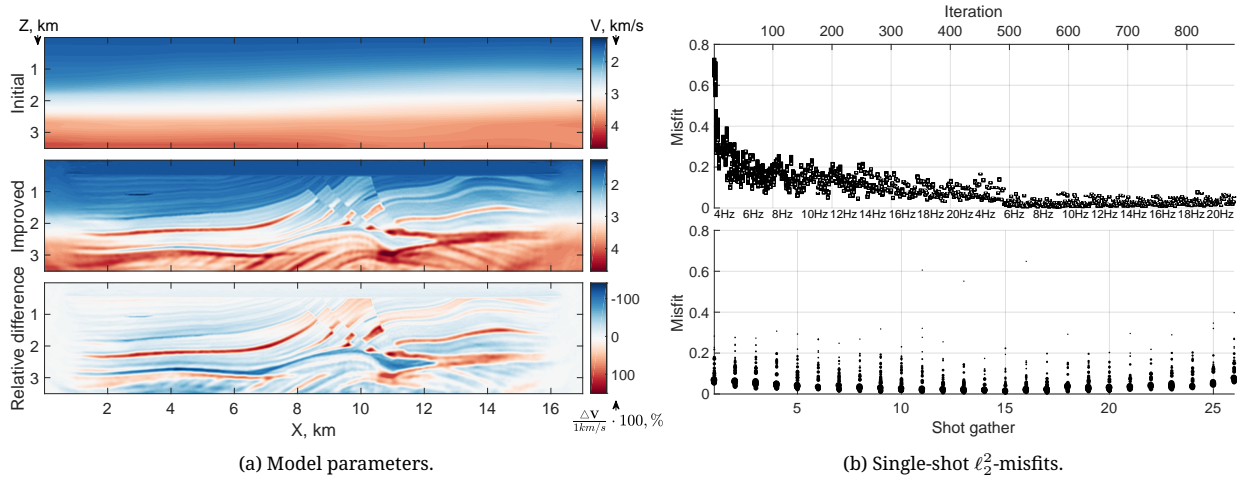 Z, km
V, km/s
Initial
1
2
3
2
3
4
Improved
1
2
3
2
3
4
Relative difference
1
2
3
-100
0
100
2 4 6 8 10 12 14 16
X, km
△V/1km/s · 100, %
(a) Model parameters.
Iteration
100 200 300 400 500 600 700 800
Misfit
0.8
0.6
0.4
0.2
0
4Hz 6Hz 8Hz 10Hz 12Hz 14Hz 16Hz 18Hz 20Hz 4Hz 6Hz 8Hz 10Hz 12Hz 14Hz 16Hz 18Hz 20Hz
Misfit
0.8
0.6
0.4
0.2
0
5 10 15 20 25
Shot gather
(b) Single-shot ℓ₂²-misfits.